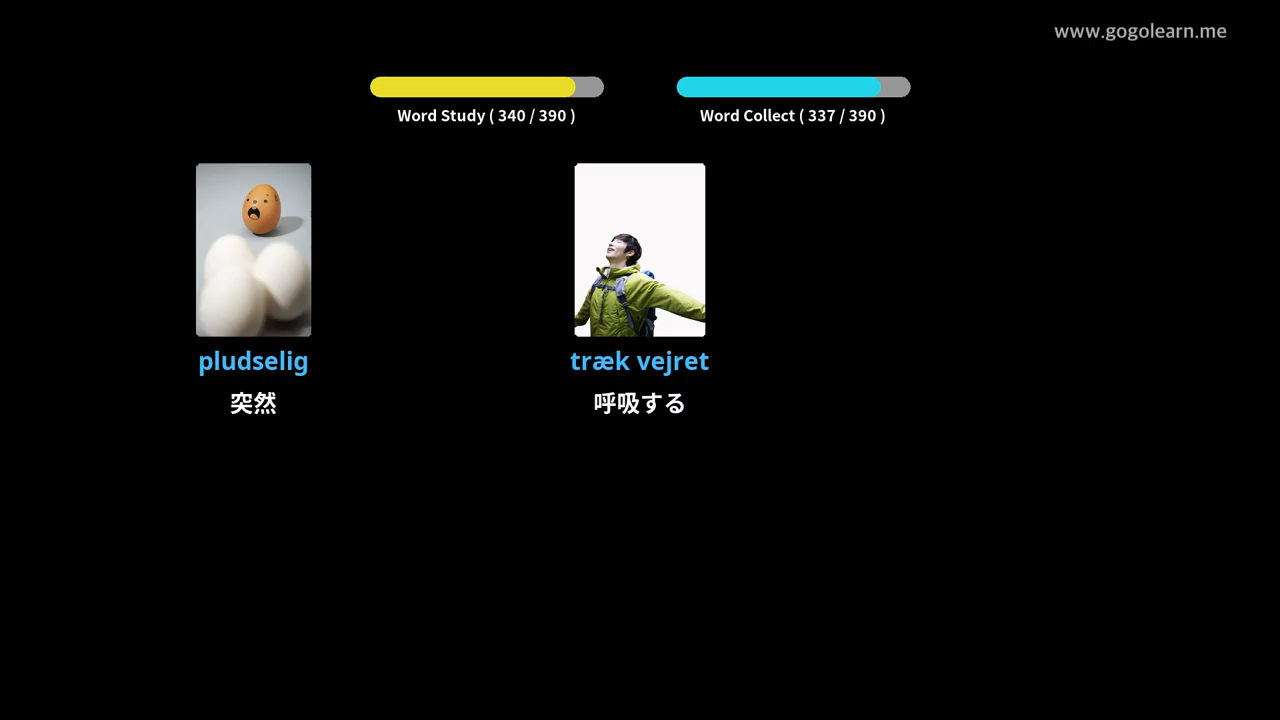 www.gogolearn.me
Word Study ( 340 / 390 )
Word Collect ( 337 / 390 )
pludselig
突然
træk vejret
呼吸する